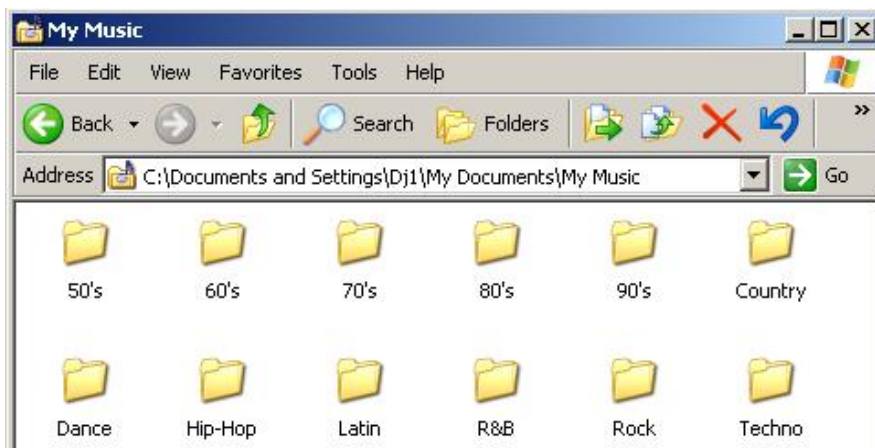 My Music
File Edit View Favorites Tools Help
Back Search Folders »
Address C:\Documents and Settings\Dj1\My Documents\My Music Go
50's 60's 70's 80's 90's Country
Dance Hip-Hop Latin R&B Rock Techno